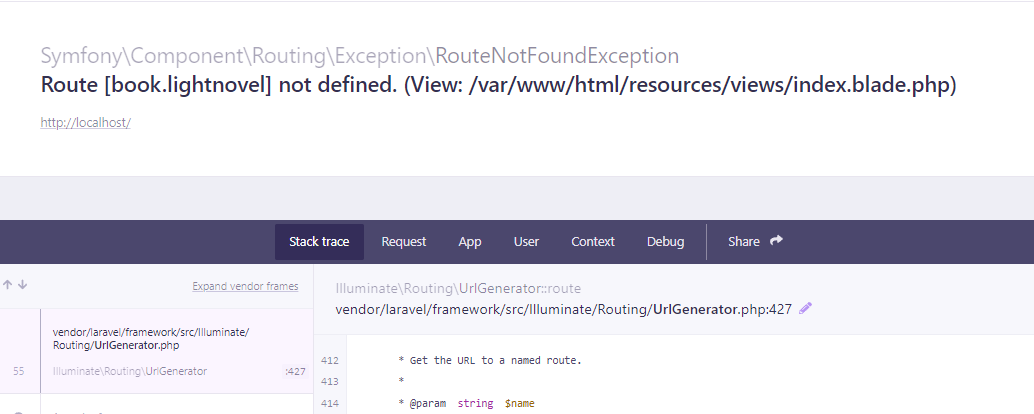 Symfony\Component\Routing\Exception\RouteNotFoundException
Route [book.lightnovel] not defined. (View: /var/www/html/resources/views/index.blade.php)
http://localhost/
Stack trace Request App User Context Debug Share
Expand vendor frames
vendor/laravel/framework/src/Illuminate/
Routing/UrlGenerator.php
55 Illuminate\Routing\UrlGenerator :427
Illuminate\Routing\UrlGenerator::route
vendor/laravel/framework/src/Illuminate/Routing/UrlGenerator.php:427
412 * Get the URL to a named route.
413 *
414 * @param string $name